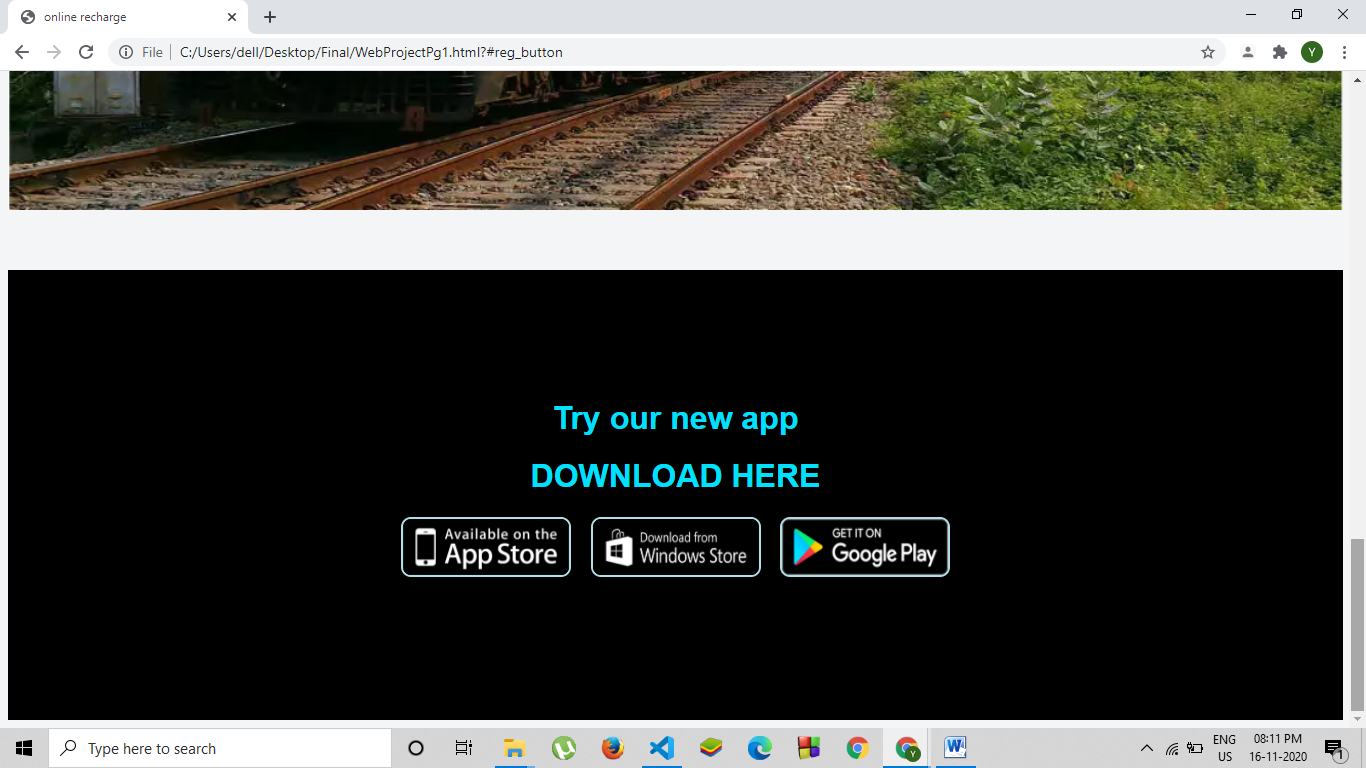 online recharge
File
C:/Users/dell/Desktop/Final/WebProjectPg1.html?#reg_button
Y
Try our new app
DOWNLOAD HERE
Available on the
App Store
Download from
Windows Store
GET IT ON
Google Play
Type here to search
Y
W
ENG
US
08:11 PM
16-11-2020
1